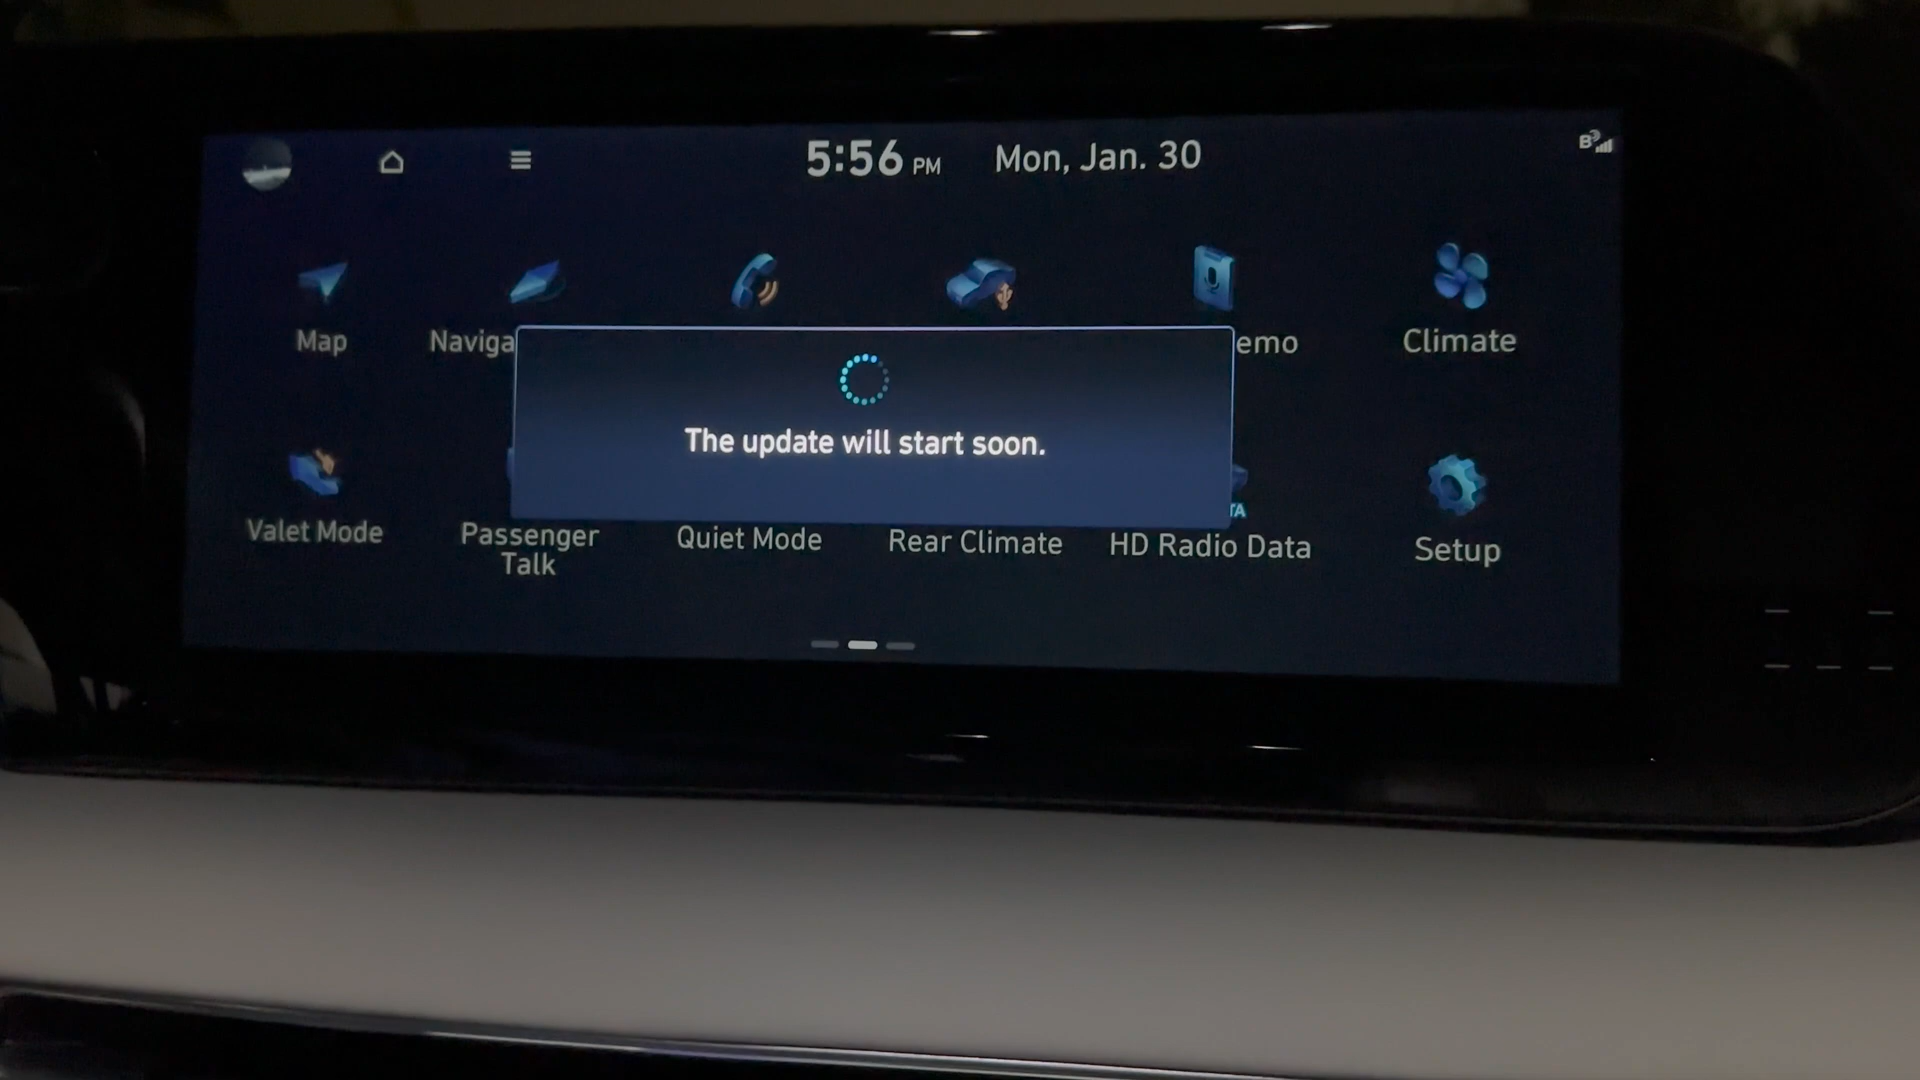 5:56 PM Mon, Jan. 30
Map
Naviga
emo
Climate
The update will start soon.
TA
Valet Mode
Passenger
Talk
Quiet Mode
Rear Climate
HD Radio Data
Setup